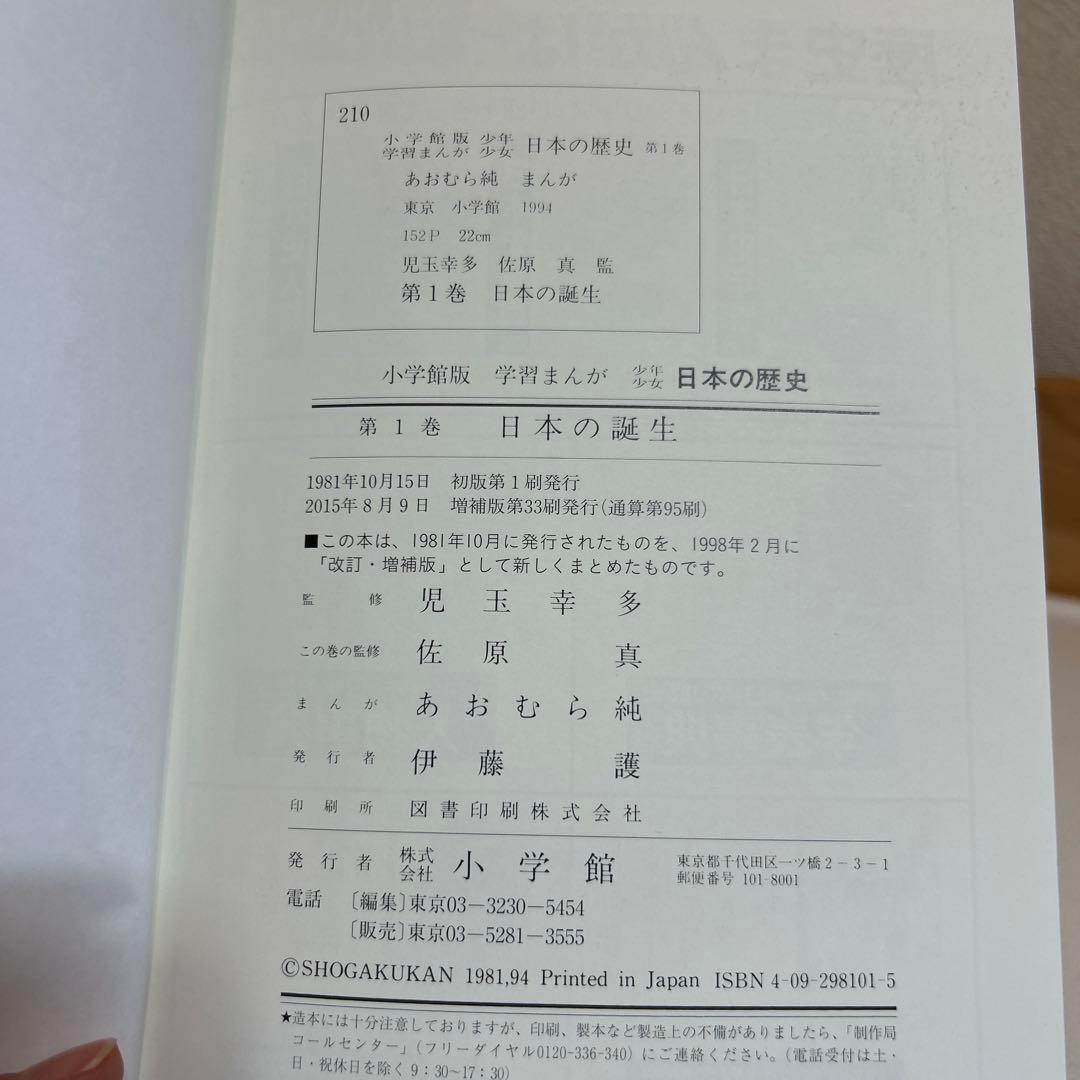 210
小学館版 少年
学習まんが 少女 日本の歴史 第1巻
あおむら純 まんが
東京 小学館 1994
152P 22cm
児玉幸多 佐原 真 監
第1巻 日本の誕生
小学館版 学習まんが 少年少女 日本の歴史
第1巻 日本の誕生
1981年10月15日 初版第1刷発行
2015年8月9日 増補版第33刷発行(通算第95刷)
■この本は、1981年10月に発行されたものを、1998年2月に
「改訂・増補版」として新しくまとめたものです。
監修 児玉幸多
この巻の監修 佐原 真
まんが あおむら純
発行者 伊藤 護
印刷所 図書印刷株式会社
発行者 株式会社 小学館 東京都千代田区一ツ橋2-3-1
郵便番号 101-8001
電話 〔編集〕東京03-3230-5454
〔販売〕東京03-5281-3555
©SHOGAKUKAN 1981,94 Printed in Japan ISBN 4-09-298101-5
★造本には十分注意しておりますが、印刷、製本など製造上の不備がありましたら、「制作局
コールセンター」(フリーダイヤル0120-336-340)にご連絡ください。(電話受付は土・
日・祝休日を除く9:30~17:30)